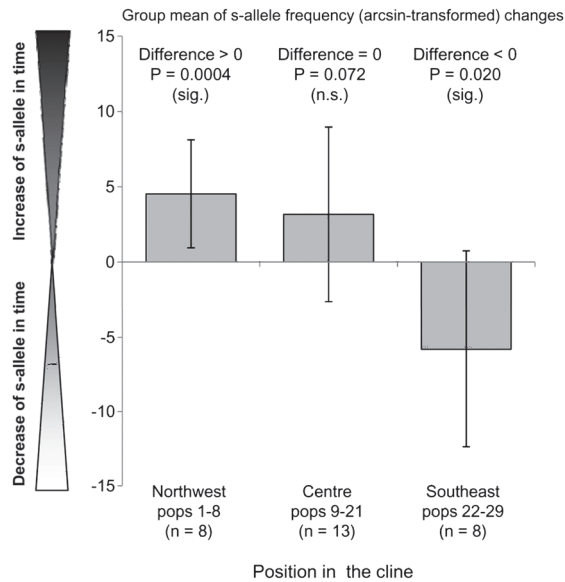 Group mean of s-allele frequency (arcsin-transformed) changes
Increase of s-allele in time
Decrease of s-allele in time
15
10
5
0
-5
-10
-15
Difference > 0
P = 0.0004
(sig.)
Difference = 0
P = 0.072
(n.s.)
Difference < 0
P = 0.020
(sig.)
Northwest
pops 1-8
(n = 8)
Centre
pops 9-21
(n = 13)
Southeast
pops 22-29
(n = 8)
Position in the cline